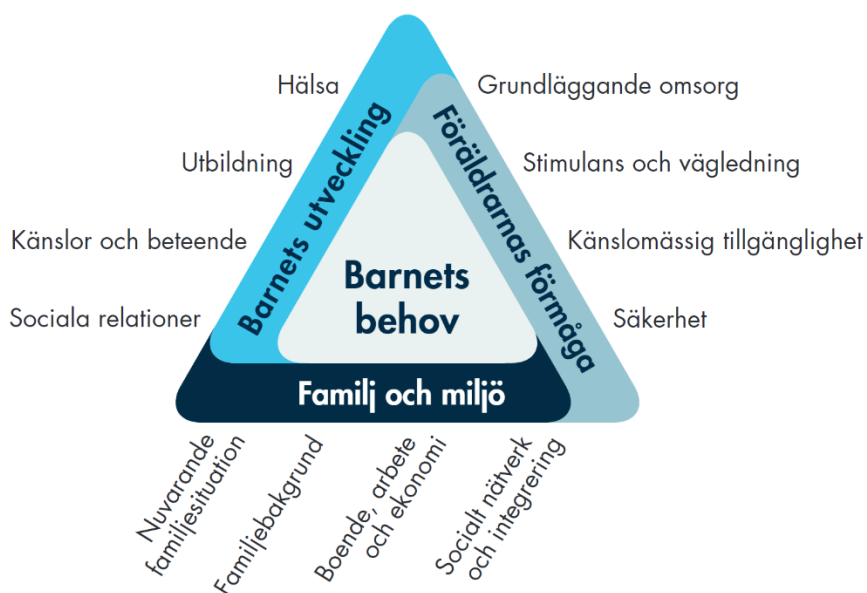 Hälsa
Utbildning
Känslor och beteende
Sociala relationer
Barnets utveckling
Grundläggande omsorg
Stimulans och vägledning
Känslomässig tillgänglighet
Säkerhet
Föräldrarnas förmåga
Barnets
behov
Familj och miljö
Nuvarande
familjesituation
Familjebakgrund
Boende, arbete
och ekonomi
Socialt nätverk
och integrering